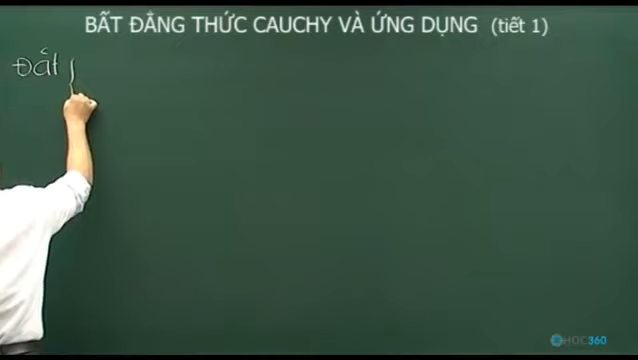 BẤT ĐẲNG THỨC CAUCHY VÀ ỨNG DỤNG (tiết 1)
Đất
HOC360